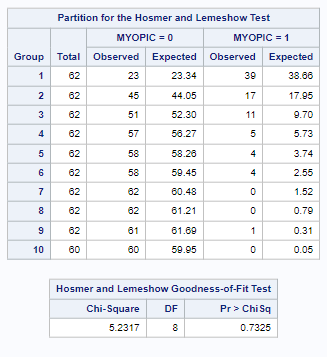 Partition for the Hosmer and Lemeshow Test
MYOPIC = 0 MYOPIC = 1
Group Total Observed Expected Observed Expected
1 62 23 23.34 39 38.66
2 62 45 44.05 17 17.95
3 62 51 52.30 11 9.70
4 62 57 56.27 5 5.73
5 62 58 58.26 4 3.74
6 62 58 59.45 4 2.55
7 62 62 60.48 0 1.52
8 62 62 61.21 0 0.79
9 62 61 61.69 1 0.31
10 60 60 59.95 0 0.05
Hosmer and Lemeshow Goodness-of-Fit Test
Chi-Square DF Pr > ChiSq
5.2317 8 0.7325